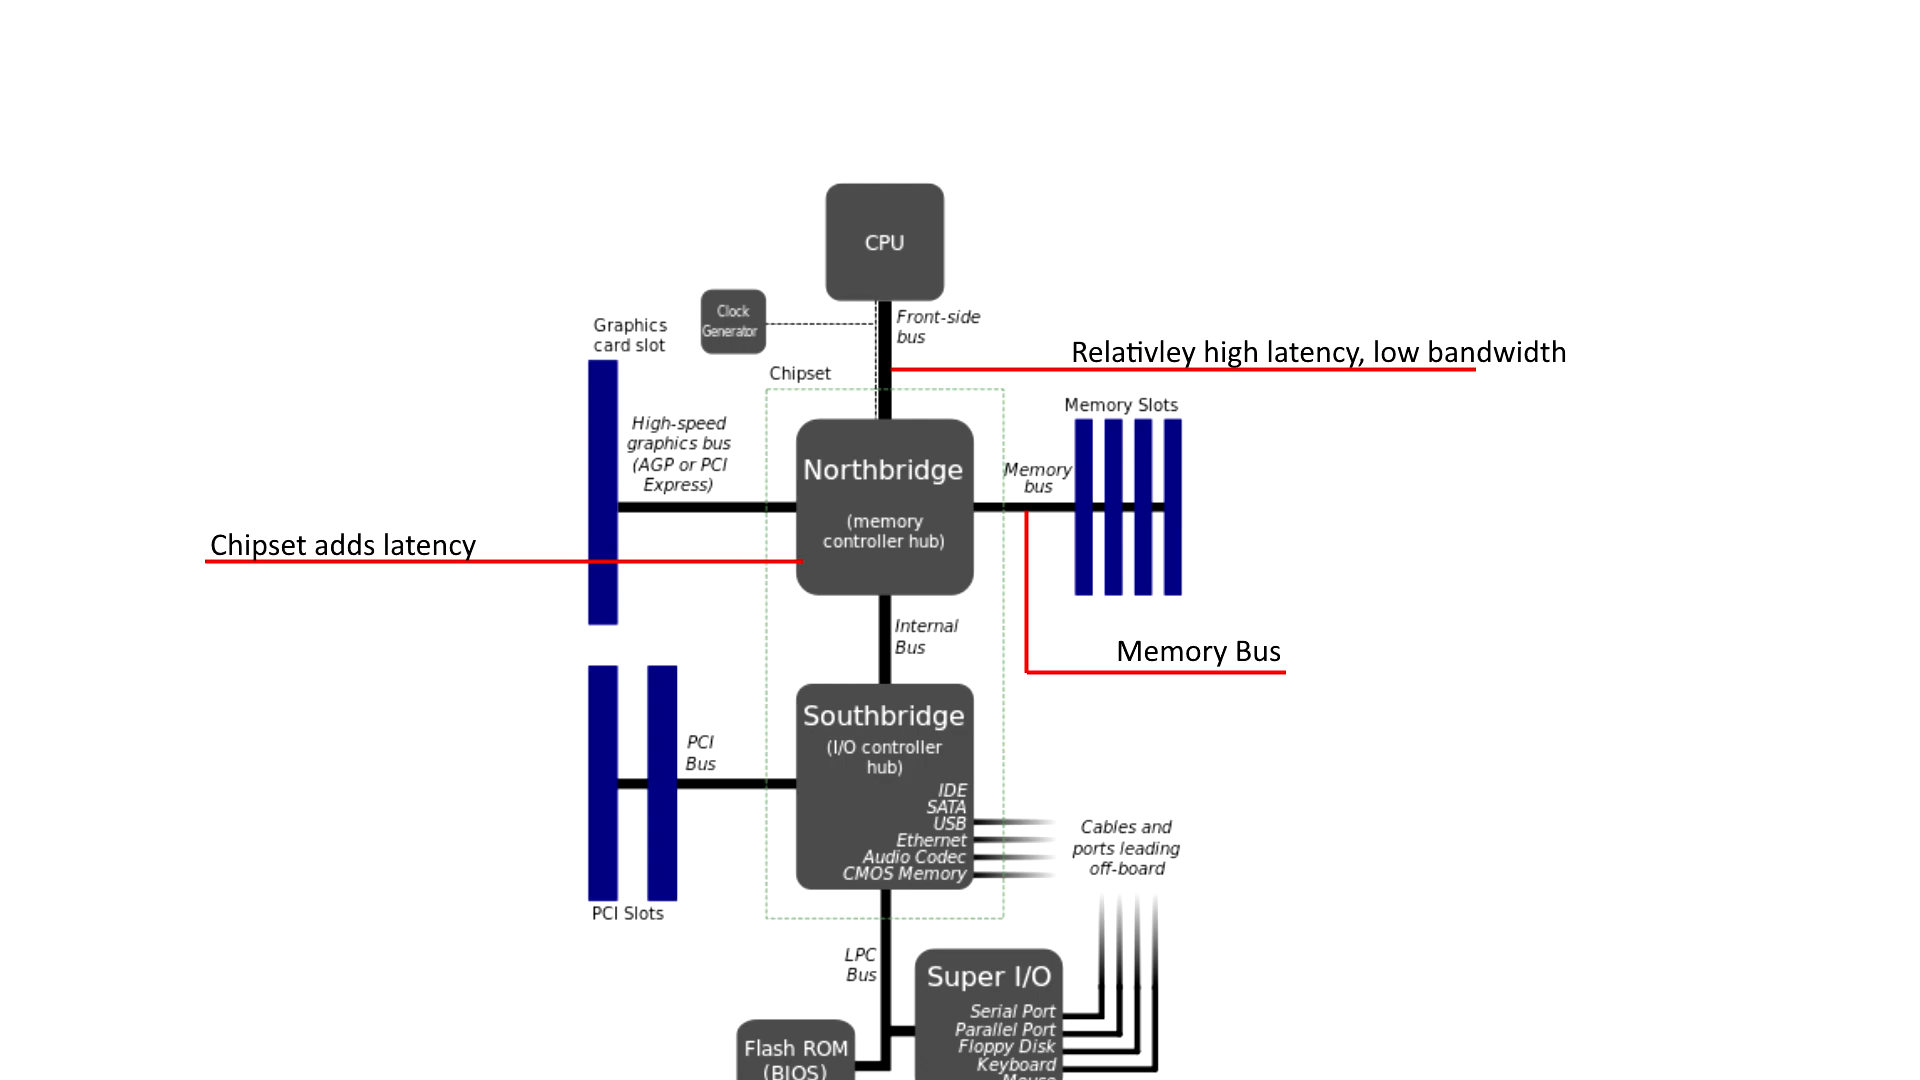 CPU
Clock
Generator
Front-side
bus
Graphics
card slot
Relativley high latency, low bandwidth
Chipset
Memory Slots
High-speed
graphics bus
(AGP or PCI
Express)
Northbridge
(memory
controller hub)
Memory
bus
Chipset adds latency
Internal
Bus
Memory Bus
Southbridge
(I/O controller
hub)
PCI
Bus
IDE
SATA
USB
Ethernet
Audio Codec
CMOS Memory
Cables and
ports leading
off-board
PCI Slots
LPC
Bus
Super I/O
Serial Port
Parallel Port
Floppy Disk
Keyboard
Mouse
Flash ROM
(BIOS)